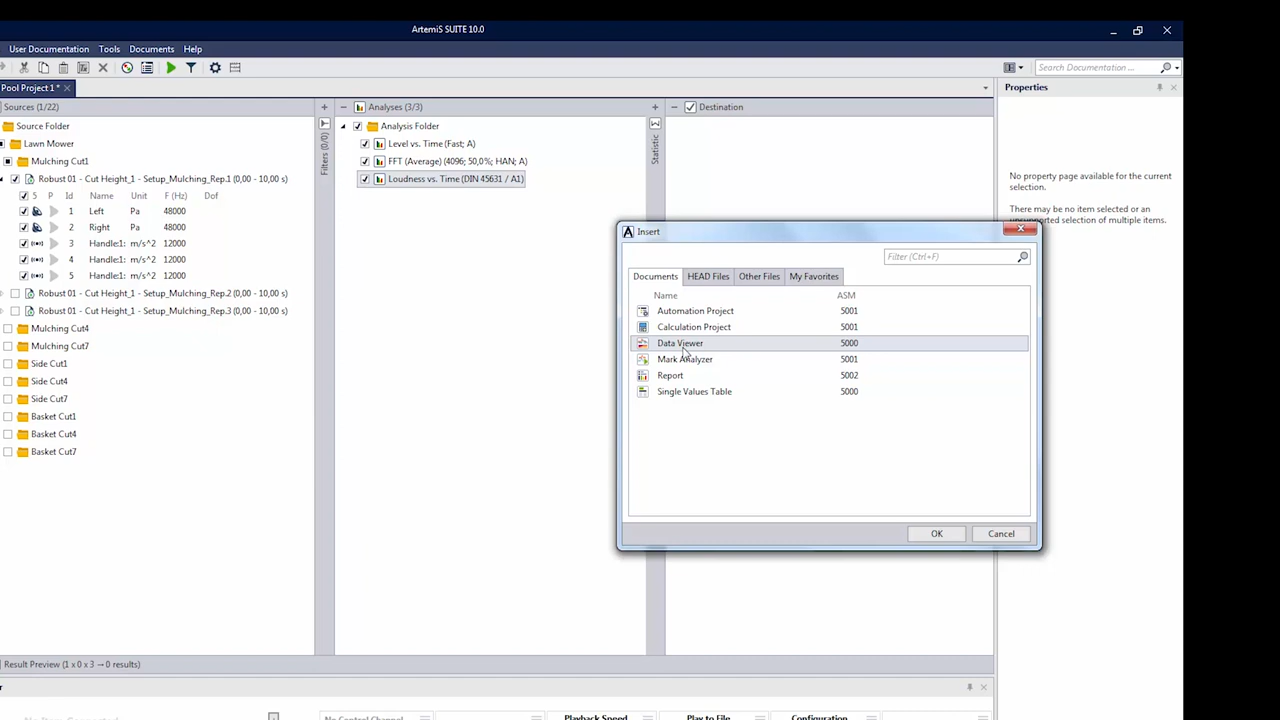 ArtemiS SUITE 10.0
User Documentation Tools Documents Help
Search Documentation ...
Pool Project 1 *
Properties
Sources (1/22)
Analyses (3/3)
Destination
Source Folder
Lawn Mower
Mulching Cut1
Robust 01 - Cut Height_1 - Setup_Mulching_Rep.1 (0,00 - 10,00 s)
5 P Id Name Unit F (Hz) Dof
1 Left Pa 48000
2 Right Pa 48000
3 Handle1: m/s^2 12000
4 Handle1: m/s^2 12000
5 Handle1: m/s^2 12000
Robust 01 - Cut Height_1 - Setup_Mulching_Rep.2 (0,00 - 10,00 s)
Robust 01 - Cut Height_1 - Setup_Mulching_Rep.3 (0,00 - 10,00 s)
Mulching Cut4
Mulching Cut7
Side Cut1
Side Cut4
Side Cut7
Basket Cut1
Basket Cut4
Basket Cut7
Filters (0/0)
Analysis Folder
Level vs. Time (Fast; A)
FFT (Average) (4096; 50,0%; HAN; A)
Loudness vs. Time (DIN 45631 / A1)
Statistic
No property page available for the current
selection.
There may be no item selected or an
unsupported selection of multiple items.
Insert
Filter (Ctrl+F)
Documents HEAD Files Other Files My Favorites
Name ASM
Automation Project 5001
Calculation Project 5001
Data Viewer 5000
Mark Analyzer 5001
Report 5002
Single Values Table 5000
OK Cancel
Result Preview (1 x 0 x 3 → 0 results)
No Control Channel
Playback Speed
Play to File
Configuration